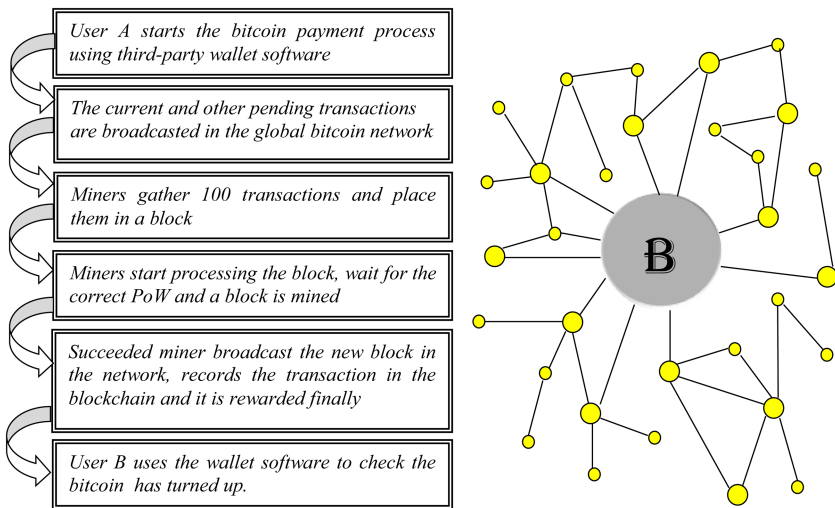 User A starts the bitcoin payment process
using third-party wallet software
The current and other pending transactions
are broadcasted in the global bitcoin network
Miners gather 100 transactions and place
them in a block
Miners start processing the block, wait for the
correct PoW and a block is mined
Succeeded miner broadcast the new block in
the network, records the transaction in the
blockchain and it is rewarded finally
User B uses the wallet software to check the
bitcoin has turned up.
B